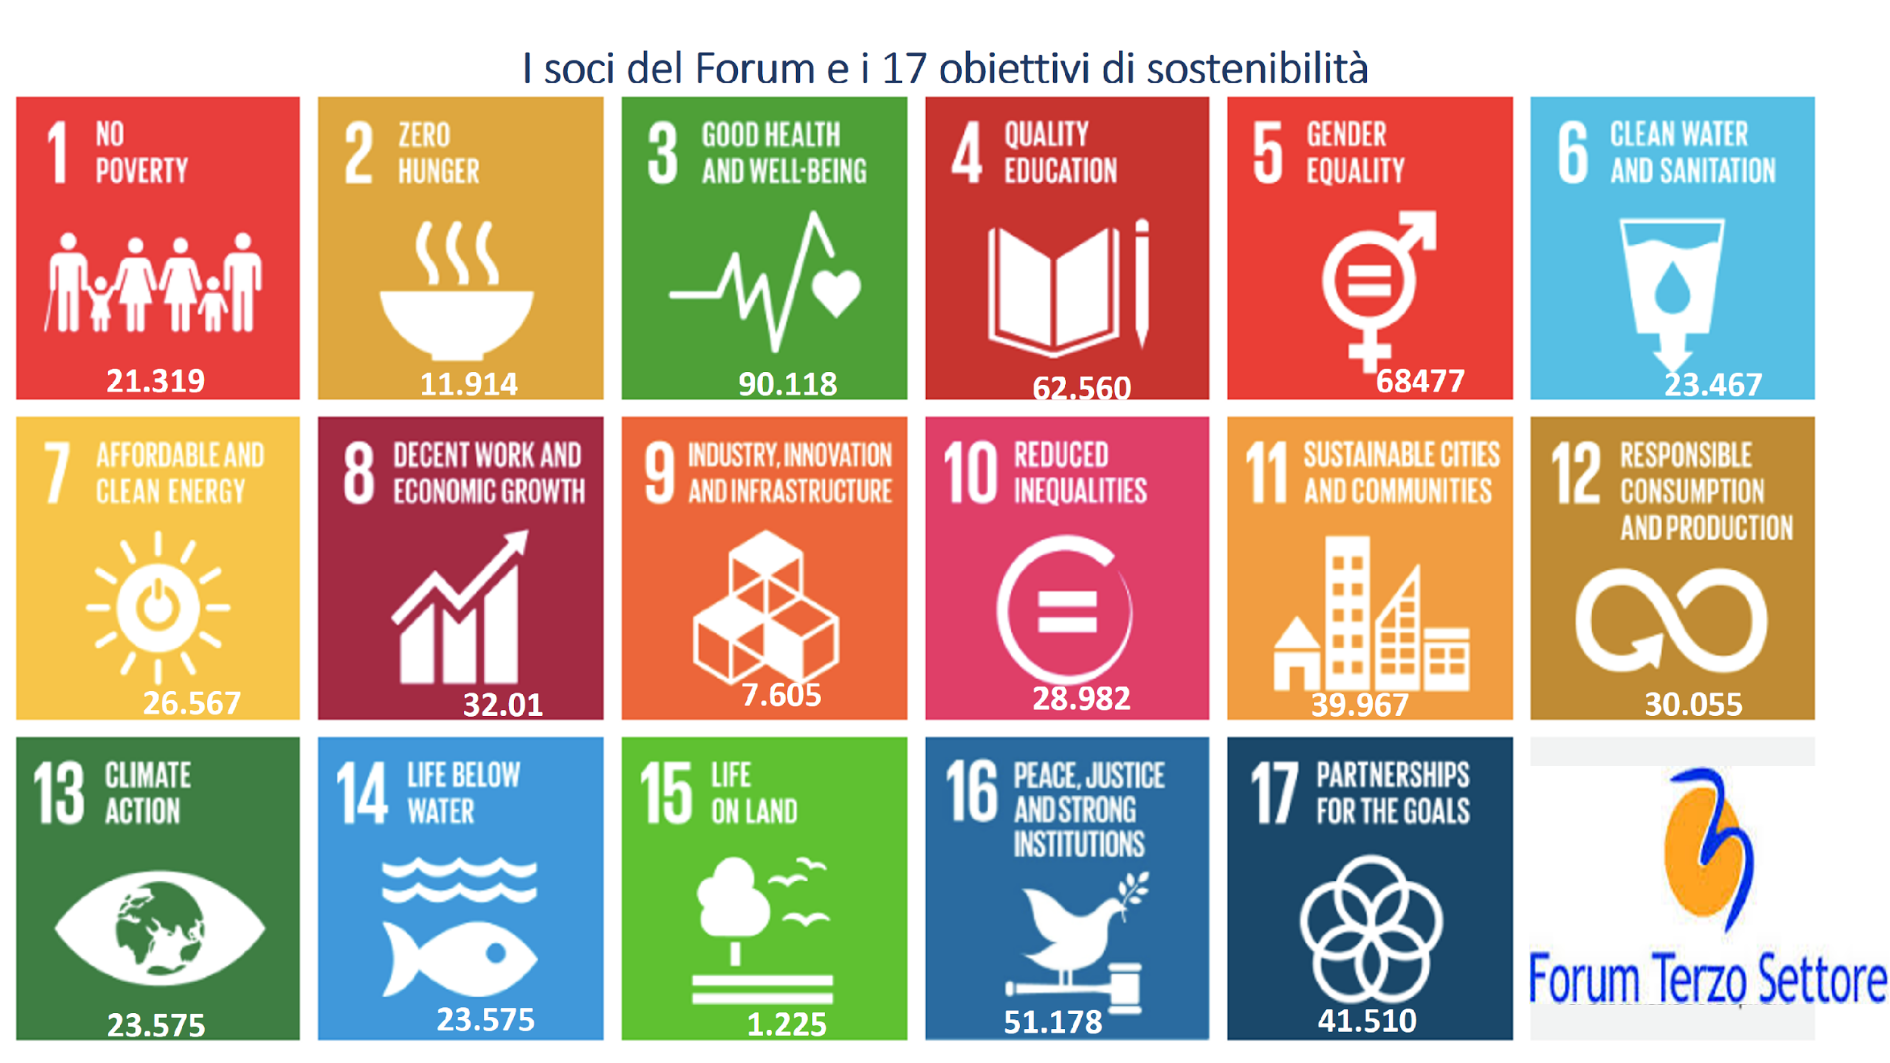 I soci del Forum e i 17 obiettivi di sostenibilità
1 NO
POVERTY
21.319
2 ZERO
HUNGER
11.914
3 GOOD HEALTH
AND WELL-BEING
90.118
4 QUALITY
EDUCATION
62.560
5 GENDER
EQUALITY
68477
6 CLEAN WATER
AND SANITATION
23.467
7 AFFORDABLE AND
CLEAN ENERGY
26.567
8 DECENT WORK AND
ECONOMIC GROWTH
32.01
9 INDUSTRY, INNOVATION
AND INFRASTRUCTURE
7.605
10 REDUCED
INEQUALITIES
28.982
11 SUSTAINABLE CITIES
AND COMMUNITIES
39.967
12 RESPONSIBLE
CONSUMPTION
AND PRODUCTION
30.055
13 CLIMATE
ACTION
23.575
14 LIFE BELOW
WATER
23.575
15 LIFE
ON LAND
1.225
16 PEACE, JUSTICE
AND STRONG
INSTITUTIONS
51.178
17 PARTNERSHIPS
FOR THE GOALS
41.510
Forum Terzo Settore